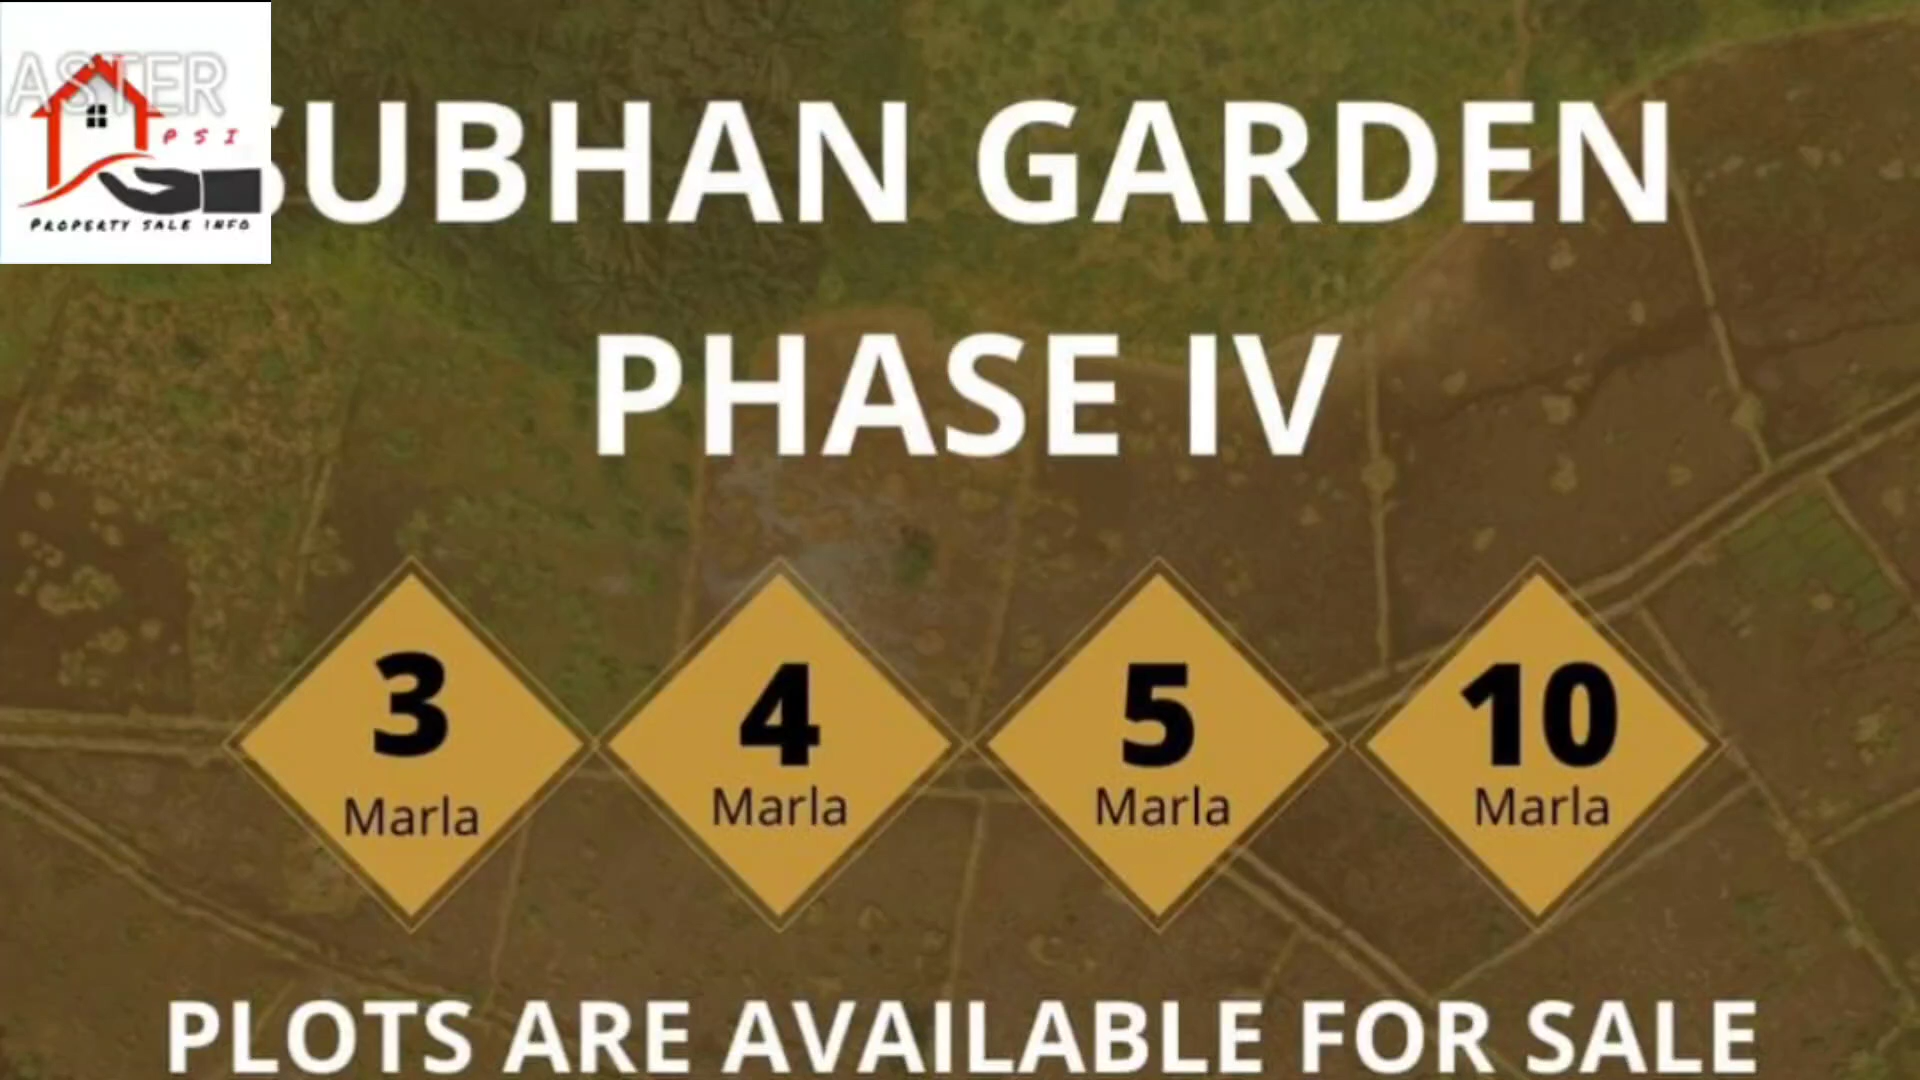 ASTER
P S I
PROPERTY SALE INFO
SUBHAN GARDEN
PHASE IV
3
Marla
4
Marla
5
Marla
10
Marla
PLOTS ARE AVAILABLE FOR SALE